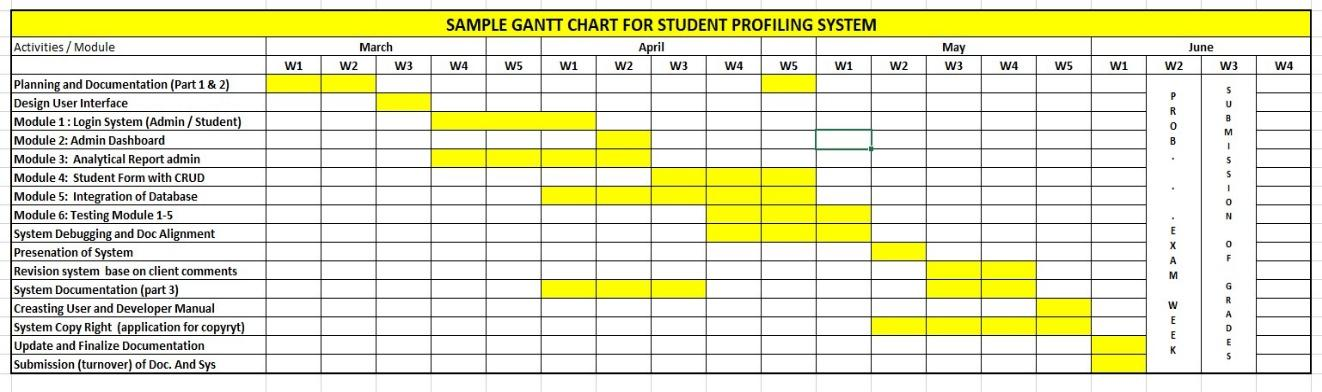 SAMPLE GANTT CHART FOR STUDENT PROFILING SYSTEM
Activities / Module March April May June
W1 W2 W3 W4 W5 W1 W2 W3 W4 W5 W1 W2 W3 W4 W5 W1 W2 W3 W4
Planning and Documentation (Part 1 & 2)
Design User Interface
Module 1 : Login System (Admin / Student)
Module 2: Admin Dashboard
Module 3:  Analytical Report admin
Module 4:  Student Form with CRUD
Module 5:  Integration of Database
Module 6: Testing Module 1-5
System Debugging and Doc Alignment
Presenation of System
Revision system  base on client comments
System Documentation (part 3)
Creasting User and Developer Manual
System Copy Right  (application for copyryt)
Update and Finalize Documentation
Submission (turnover) of Doc. And Sys
PROB. . .EXAM WEEK
SUBMISSION OF GRADES